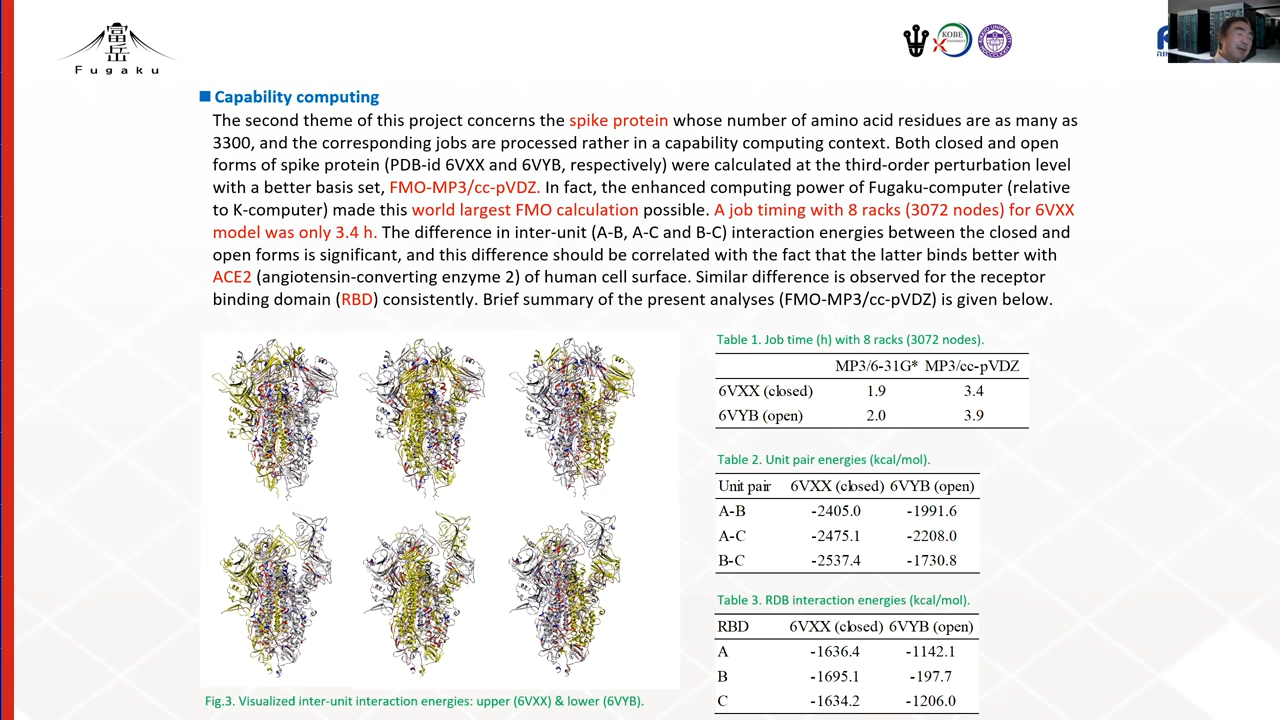 富
岳
Fugaku
KOBE
■ Capability computing
The second theme of this project concerns the spike protein whose number of amino acid residues are as many as
3300, and the corresponding jobs are processed rather in a capability computing context. Both closed and open
forms of spike protein (PDB-id 6VXX and 6VYB, respectively) were calculated at the third-order perturbation level
with a better basis set, FMO-MP3/cc-pVDZ. In fact, the enhanced computing power of Fugaku-computer (relative
to K-computer) made this world largest FMO calculation possible. A job timing with 8 racks (3072 nodes) for 6VXX
model was only 3.4 h. The difference in inter-unit (A-B, A-C and B-C) interaction energies between the closed and
open forms is significant, and this difference should be correlated with the fact that the latter binds better with
ACE2 (angiotensin-converting enzyme 2) of human cell surface. Similar difference is observed for the receptor
binding domain (RBD) consistently. Brief summary of the present analyses (FMO-MP3/cc-pVDZ) is given below.
Fig.3. Visualized inter-unit interaction energies: upper (6VXX) & lower (6VYB).
Table 1. Job time (h) with 8 racks (3072 nodes).
MP3/6-31G* MP3/cc-pVDZ
6VXX (closed) 1.9 3.4
6VYB (open) 2.0 3.9
Table 2. Unit pair energies (kcal/mol).
Unit pair 6VXX (closed) 6VYB (open)
A-B -2405.0 -1991.6
A-C -2475.1 -2208.0
B-C -2537.4 -1730.8
Table 3. RDB interaction energies (kcal/mol).
RBD 6VXX (closed) 6VYB (open)
A -1636.4 -1142.1
B -1695.1 -197.7
C -1634.2 -1206.0